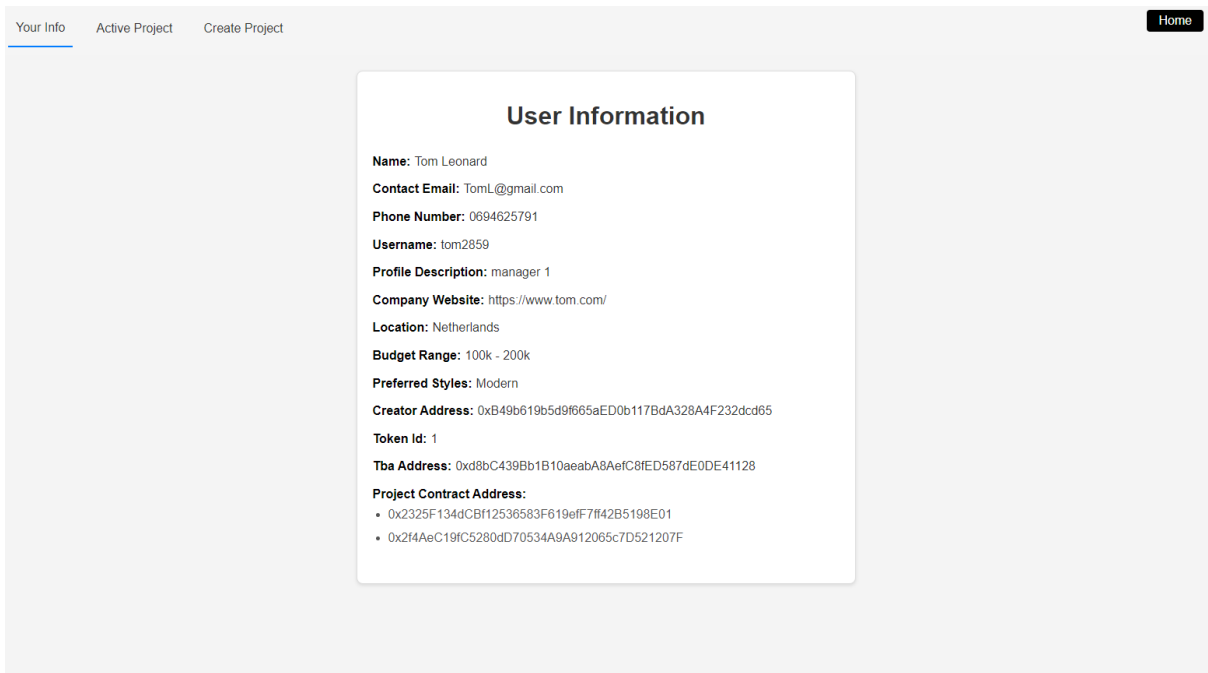 Your Info
Active Project
Create Project
Home
User Information
Name: Tom Leonard
Contact Email: TomL@gmail.com
Phone Number: 0694625791
Username: tom2859
Profile Description: manager 1
Company Website: https://www.tom.com/
Location: Netherlands
Budget Range: 100k - 200k
Preferred Styles: Modern
Creator Address: 0xB49b619b5d9f665aED0b117BdA328A4F232dcd65
Token Id: 1
Tba Address: 0xd8bC439Bb1B10aeabA8AefC8fED587dE0DE41128
Project Contract Address:
• 0x2325F134dCBf12536583F619efF7ff42B5198E01
• 0x2f4AeC19fC5280dD70534A9A912065c7D521207F